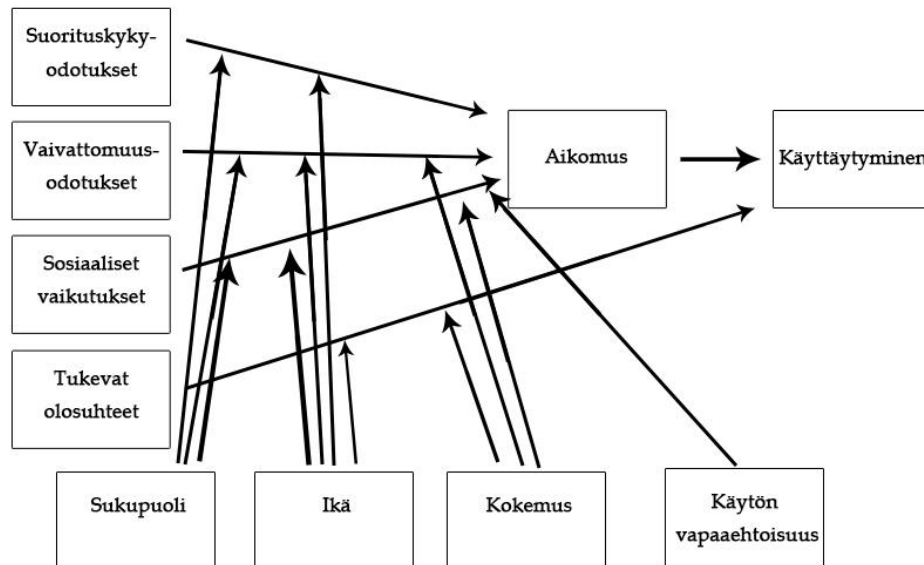 Suorituskyky-
odotukset
Vaivattomuus-
odotukset
Sosiaaliset
vaikutukset
Tukevat
olosuhteet
Aikomus
Käyttäytyminen
Sukupuoli
Ikä
Kokemus
Käytön
vapaaehtoisuus